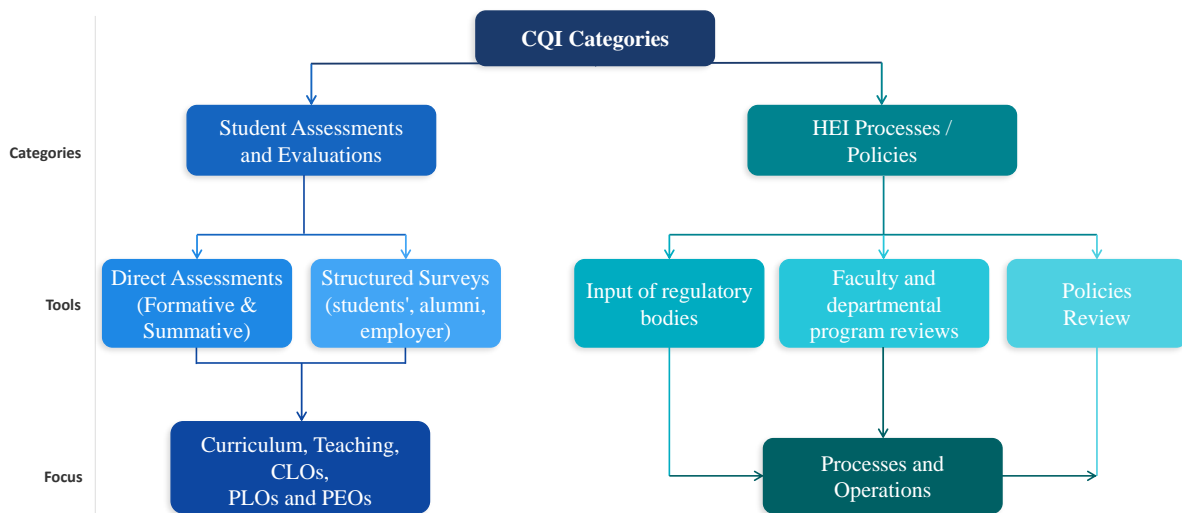 CQI Categories
Categories
Student Assessments
and Evaluations
HEI Processes /
Policies
Tools
Direct Assessments
(Formative &
Summative)
Structured Surveys
(students', alumni,
employer)
Input of regulatory
bodies
Faculty and
departmental
program reviews
Policies
Review
Focus
Curriculum, Teaching,
CLOs,
PLOs and PEOs
Processes and
Operations